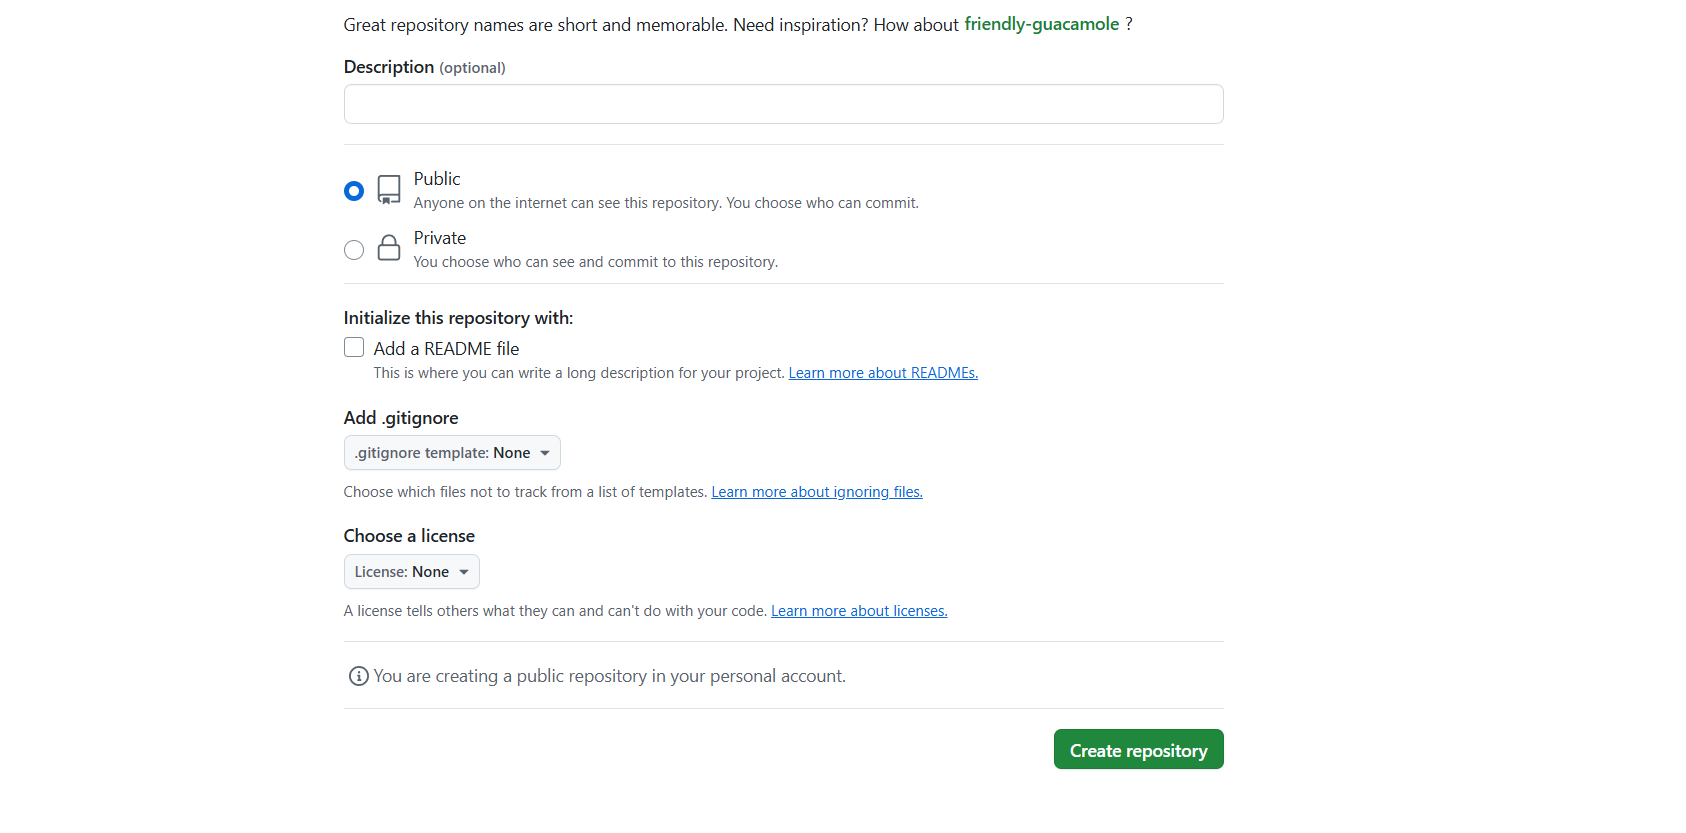 Great repository names are short and memorable. Need inspiration? How about friendly-guacamole ?
Description (optional)
Public
Anyone on the internet can see this repository. You choose who can commit.
Private
You choose who can see and commit to this repository.
Initialize this repository with:
Add a README file
This is where you can write a long description for your project. Learn more about READMEs.
Add .gitignore
.gitignore template: None
Choose which files not to track from a list of templates. Learn more about ignoring files.
Choose a license
License: None
A license tells others what they can and can't do with your code. Learn more about licenses.
You are creating a public repository in your personal account.
Create repository